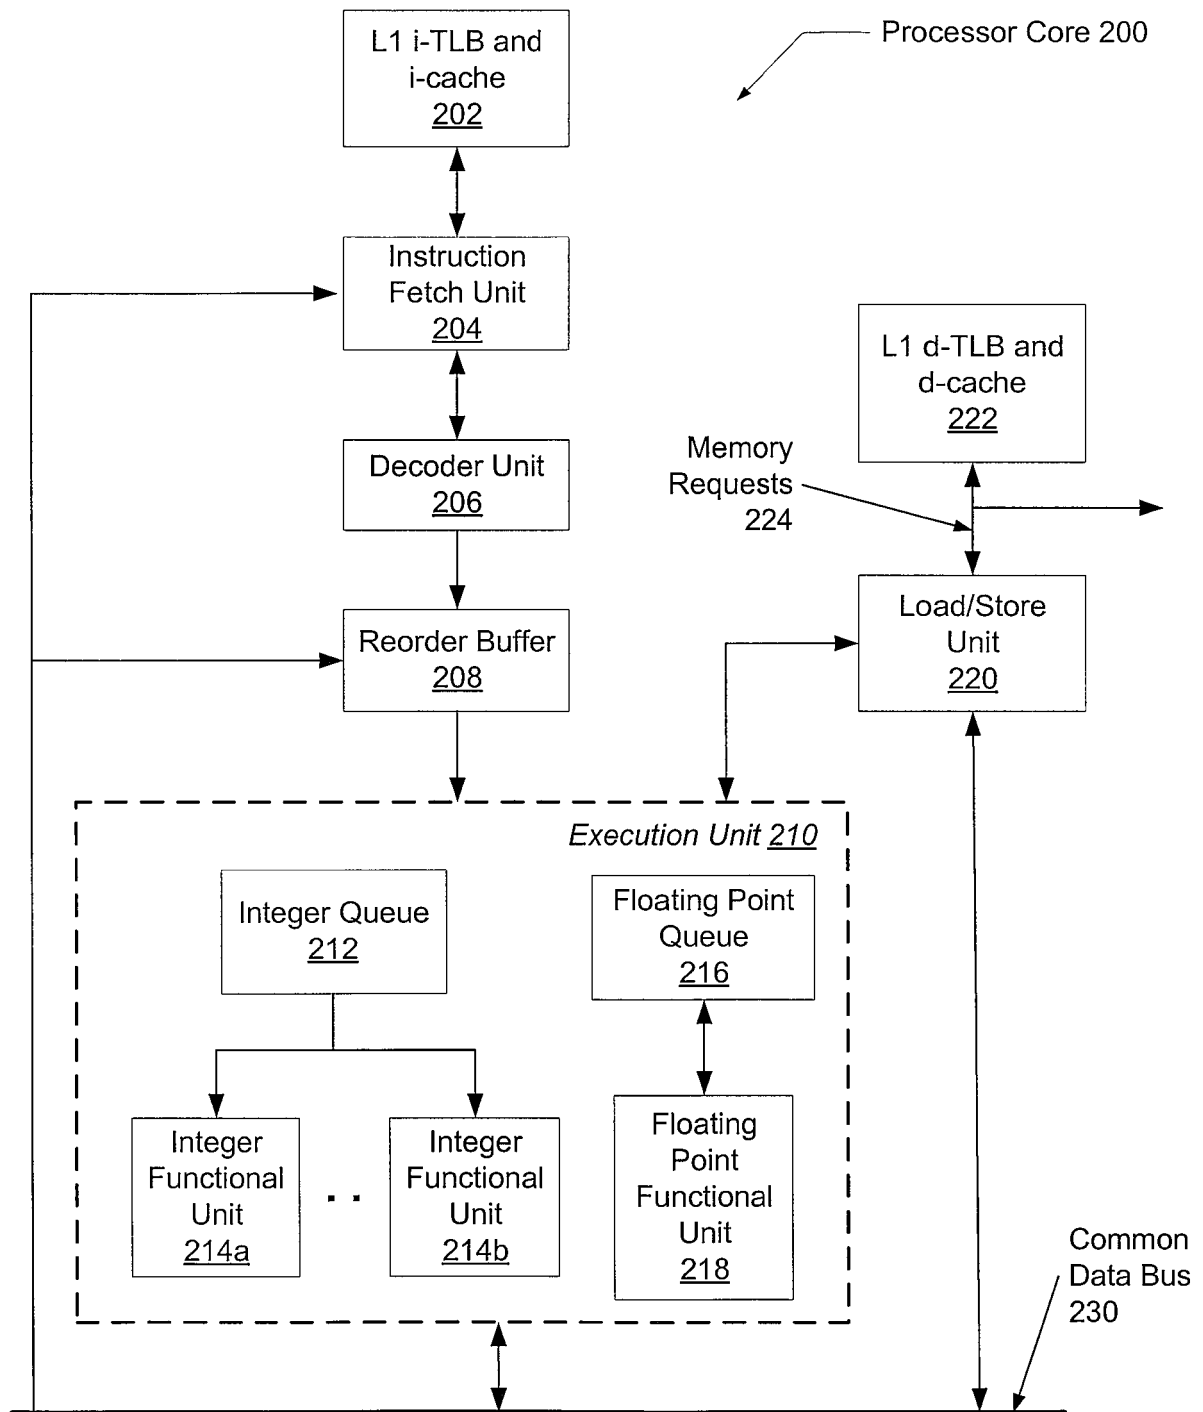 L1 i-TLB and
i-cache
202
Processor Core 200
Instruction
Fetch Unit
204
L1 d-TLB and
d-cache
222
Memory
Requests
224
Decoder Unit
206
Load/Store
Unit
220
Reorder Buffer
208
Execution Unit 210
Integer Queue
212
Floating Point
Queue
216
Integer
Functional
Unit
214a
. .
Integer
Functional
Unit
214b
Floating
Point
Functional
Unit
218
Common
Data Bus
230